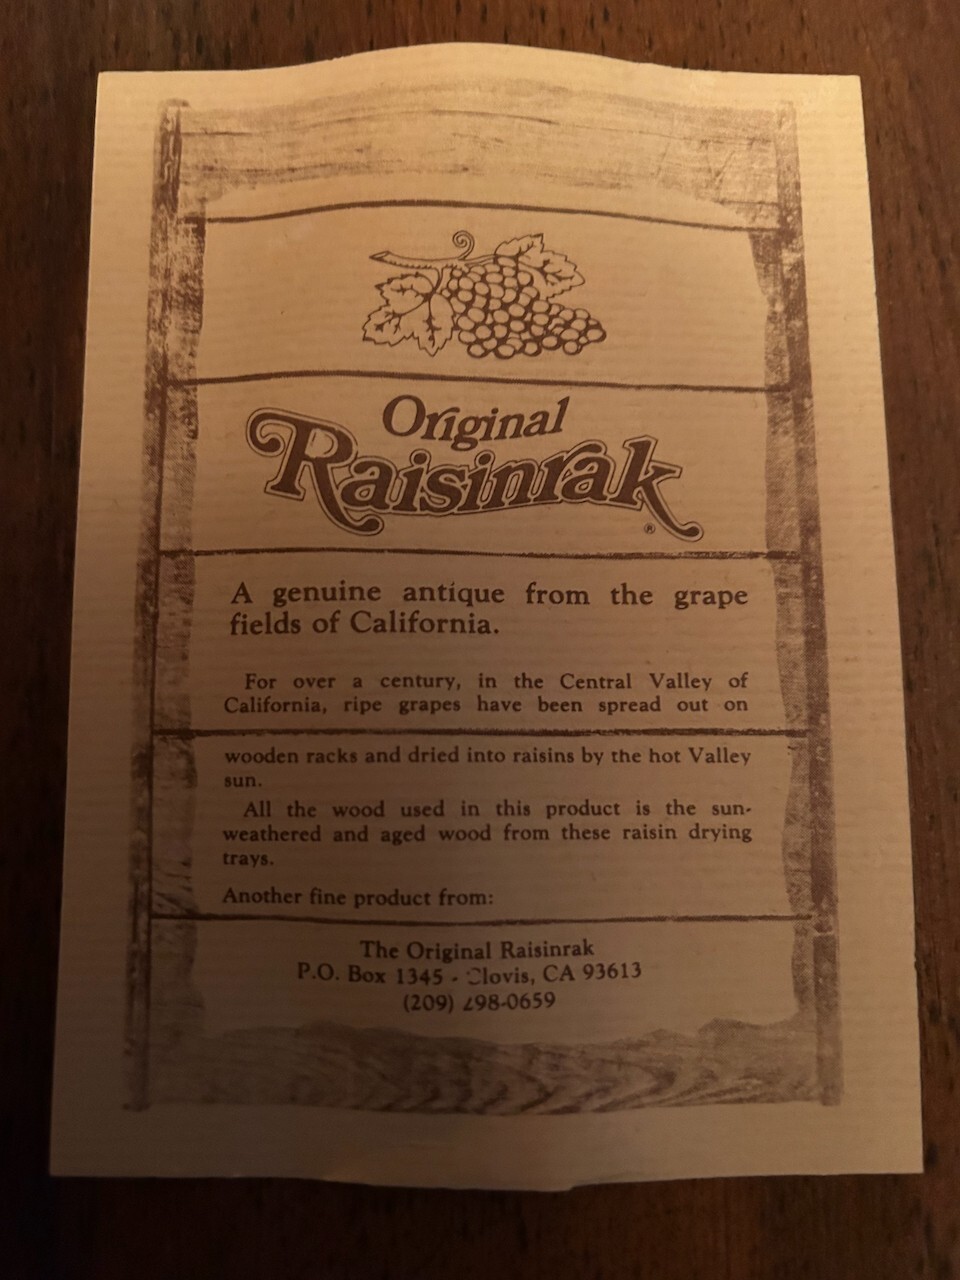 Original
Raisinrak
®
A genuine antique from the grape
fields of California.
For over a century, in the Central Valley of
California, ripe grapes have been spread out on
wooden racks and dried into raisins by the hot Valley
sun.
All the wood used in this product is the sun-
weathered and aged wood from these raisin drying
trays.
Another fine product from:
The Original Raisinrak
P.O. Box 1345 - Clovis, CA 93613
(209) 298-0659